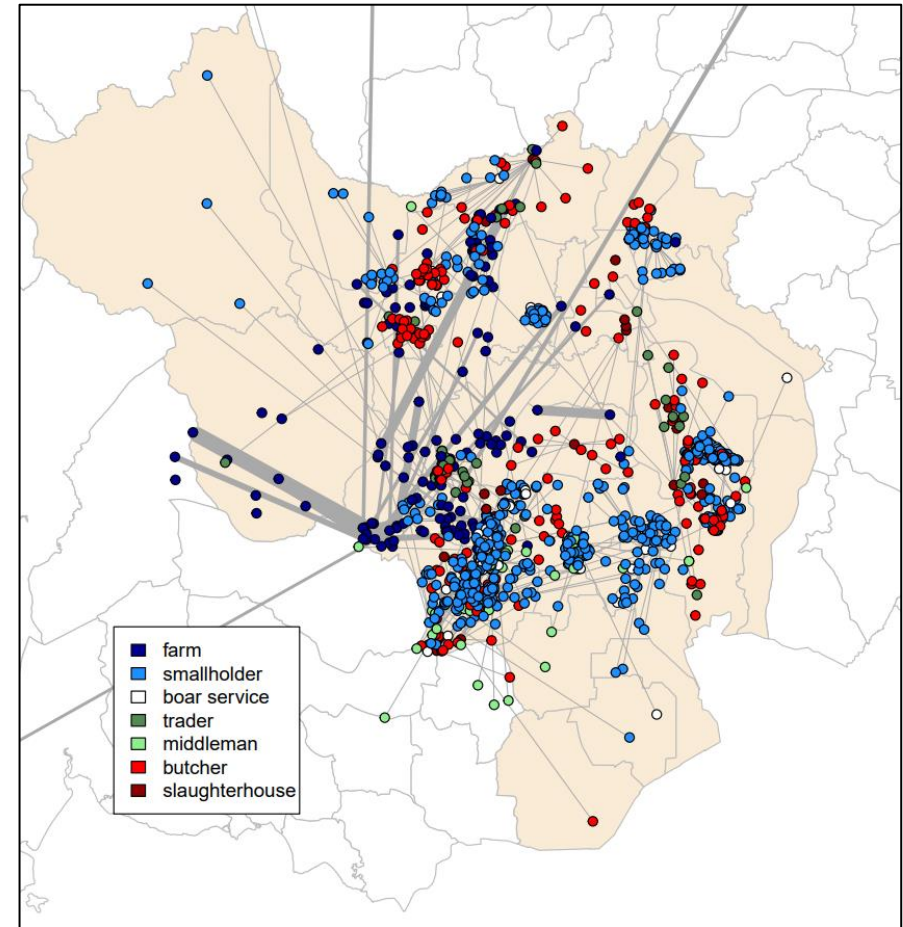 farm
smallholder
boar service
trader
middleman
butcher
slaughterhouse